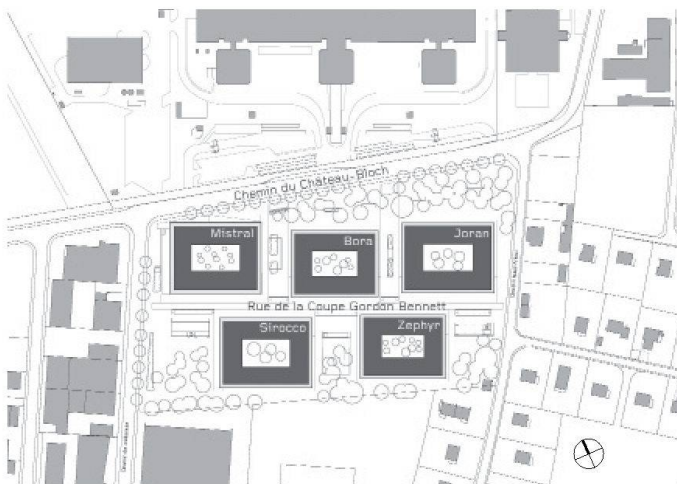 Chemin du Château-Bloch
Mistral
Bora
Joran
Rue de la Coupe Gordon Bennett
Sirocco
Zephyr